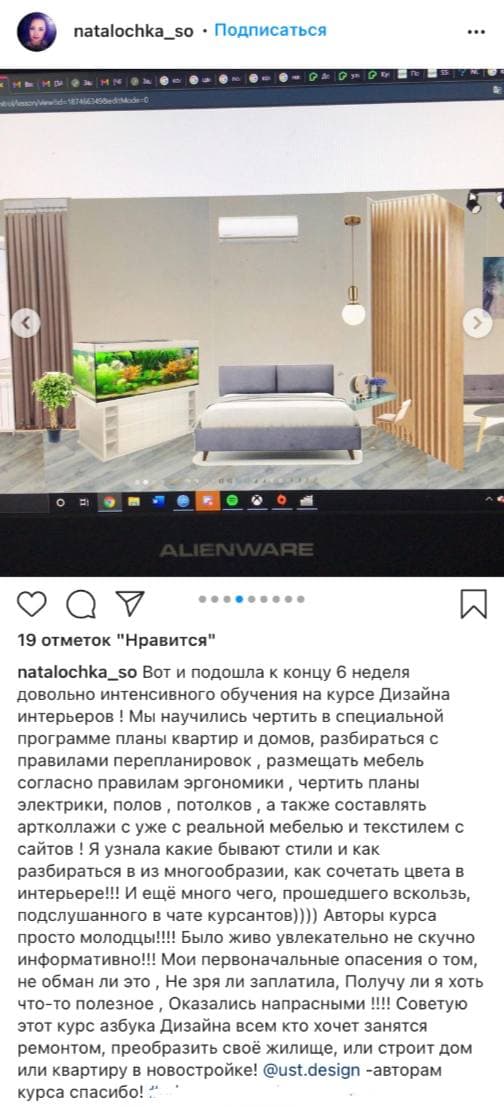 natalochka_so • Подписаться
ALIENWARE
19 отметок "Нравится"
natalochka_so Вот и подошла к концу 6 неделя
довольно интенсивного обучения на курсе Дизайна
интерьеров ! Мы научились чертить в специальной
программе планы квартир и домов, разбираться с
правилами перепланировок , размещать мебель
согласно правилам эргономики , чертить планы
электрики, полов , потолков , а также составлять
артколлажи с уже с реальной мебелью и текстилем с
сайтов ! Я узнала какие бывают стили и как
разбираться в из многообразии, как сочетать цвета в
интерьере!!! И ещё много чего, прошедшего вскользь,
подслушанного в чате курсантов)))) Авторы курса
просто молодцы!!!! Было живо увлекательно не скучно
информативно!!! Мои первоначальные опасения о том,
не обман ли это , Не зря ли заплатила, Получу ли я хоть
что-то полезное , Оказались напрасными !!!! Советую
этот курс азбука Дизайна всем кто хочет занятся
ремонтом, преобразить своё жилище, или строит дом
или квартиру в новостройке! @ust.design -авторам
курса спасибо!